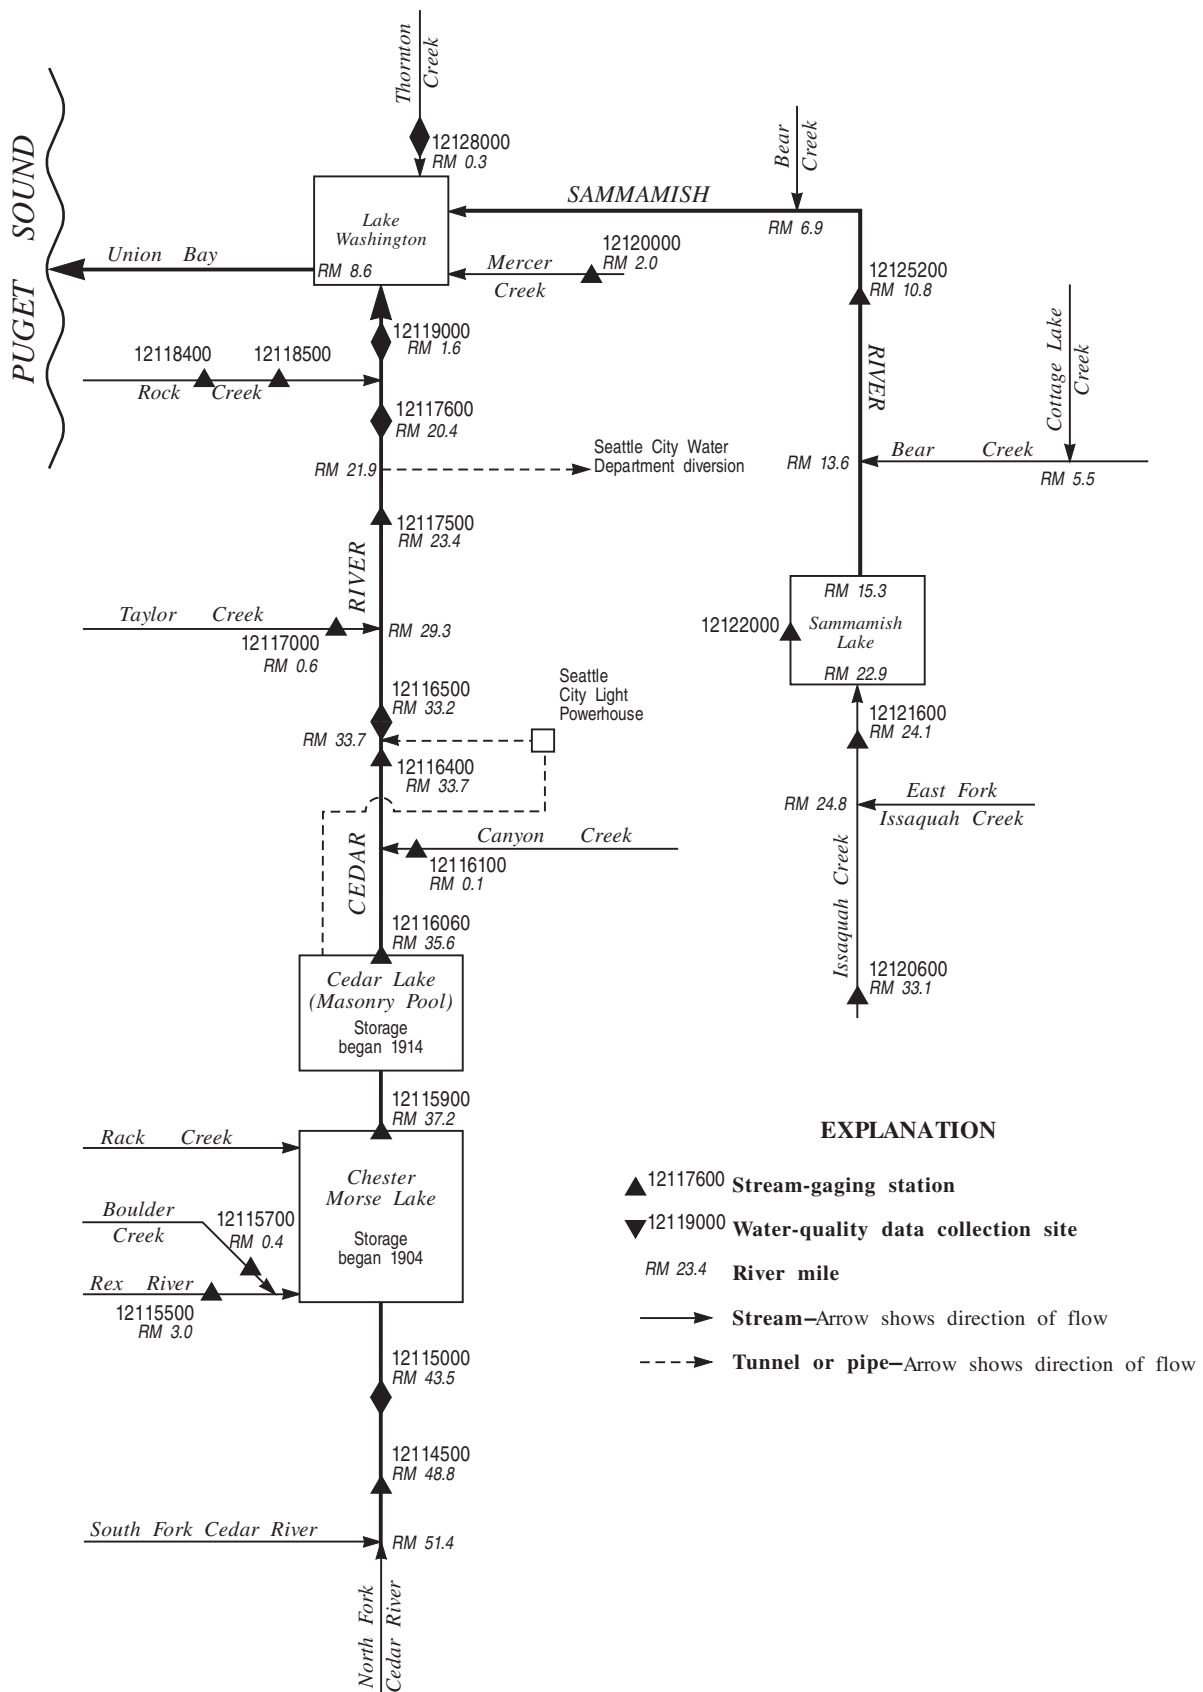 Thornton
Creek
12128000
RM 0.3
Bear
Creek
PUGET SOUND
SAMMAMISH
RM 6.9
Lake
Washington
Union Bay
RM 8.6
Mercer
Creek
12120000
RM 2.0
12125200
RM 10.8
Cottage Lake
Creek
12119000
RM 1.6
12118400
12118500
Rock Creek
RIVER
12117600
RM 20.4
Seattle City Water
Department diversion
RM 21.9
RM 13.6
Bear Creek
RM 5.5
12117500
RM 23.4
RIVER
RM 15.3
Sammamish
Lake
RM 22.9
12122000
Taylor Creek
RM 29.3
12117000
RM 0.6
Seattle
City Light
Powerhouse
12116500
RM 33.2
RM 33.7
12116400
RM 33.7
12121600
RM 24.1
RM 24.8
East Fork
Issaquah Creek
CEDAR
Canyon Creek
12116100
RM 0.1
Issaquah Creek
12116060
RM 35.6
12120600
RM 33.1
Cedar Lake
(Masonry Pool)
Storage
began 1914
12115900
RM 37.2
Rack Creek
Chester
Morse Lake
Storage
began 1904
Boulder
Creek
12115700
RM 0.4
Rex River
12115500
RM 3.0
12115000
RM 43.5
12114500
RM 48.8
South Fork Cedar River
RM 51.4
North Fork
Cedar River
EXPLANATION
12117600 Stream-gaging station
12119000 Water-quality data collection site
RM 23.4 River mile
Stream–Arrow shows direction of flow
Tunnel or pipe–Arrow shows direction of flow